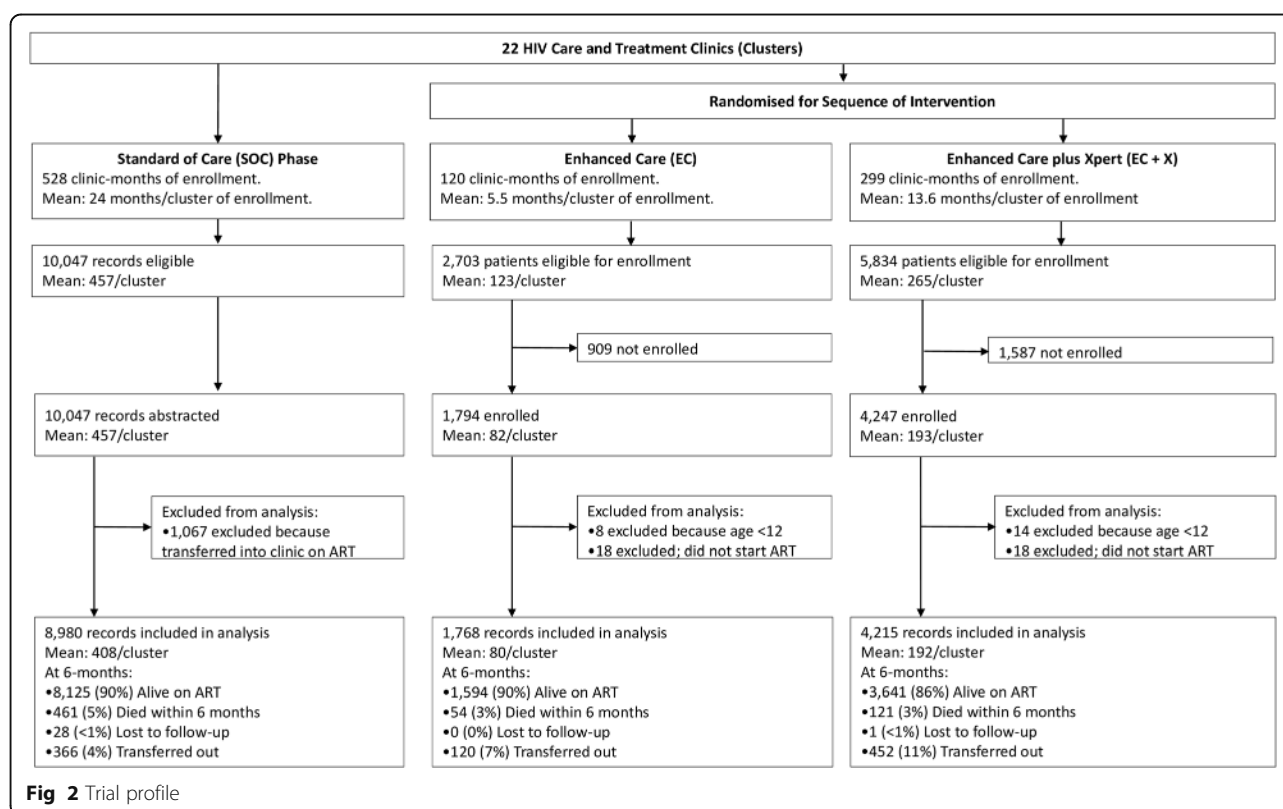 22 HIV Care and Treatment Clinics (Clusters)
Randomised for Sequence of Intervention
Standard of Care (SOC) Phase
528 clinic-months of enrollment.
Mean: 24 months/cluster of enrollment.
Enhanced Care (EC)
120 clinic-months of enrollment.
Mean: 5.5 months/cluster of enrollment.
Enhanced Care plus Xpert (EC + X)
299 clinic-months of enrollment.
Mean: 13.6 months/cluster of enrollment
10,047 records eligible
Mean: 457/cluster
2,703 patients eligible for enrollment
Mean: 123/cluster
5,834 patients eligible for enrollment
Mean: 265/cluster
909 not enrolled
1,587 not enrolled
10,047 records abstracted
Mean: 457/cluster
1,794 enrolled
Mean: 82/cluster
4,247 enrolled
Mean: 193/cluster
Excluded from analysis:
•1,067 excluded because
transferred into clinic on ART
Excluded from analysis:
•8 excluded because age <12
•18 excluded; did not start ART
Excluded from analysis:
•14 excluded because age <12
•18 excluded; did not start ART
8,980 records included in analysis
Mean: 408/cluster
At 6-months:
•8,125 (90%) Alive on ART
•461 (5%) Died within 6 months
•28 (<1%) Lost to follow-up
•366 (4%) Transferred out
1,768 records included in analysis
Mean: 80/cluster
At 6-months:
•1,594 (90%) Alive on ART
•54 (3%) Died within 6 months
•0 (0%) Lost to follow-up
•120 (7%) Transferred out
4,215 records included in analysis
Mean: 192/cluster
At 6-months:
•3,641 (86%) Alive on ART
•121 (3%) Died within 6 months
•1 (<1%) Lost to follow-up
•452 (11%) Transferred out
Fig 2 Trial profile